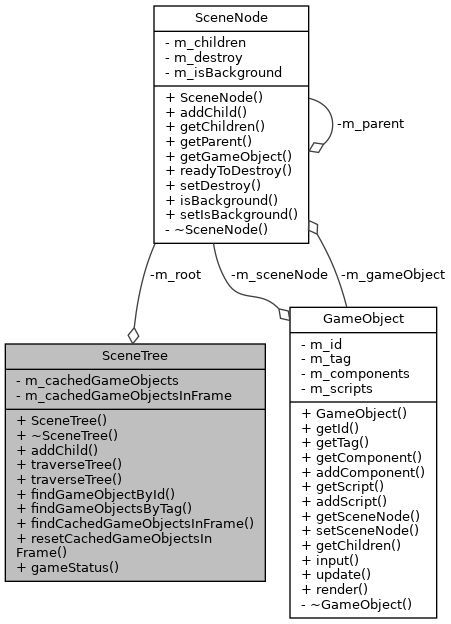 SceneNode
- m_children
- m_destroy
- m_isBackground
+ SceneNode()
+ addChild()
+ getChildren()
+ getParent()
+ getGameObject()
+ readyToDestroy()
+ setDestroy()
+ isBackground()
+ setIsBackground()
- ~SceneNode()
-m_parent
-m_root
-m_sceneNode
-m_gameObject
SceneTree
- m_cachedGameObjects
- m_cachedGameObjectsInFrame
+ SceneTree()
+ ~SceneTree()
+ addChild()
+ traverseTree()
+ traverseTree()
+ findGameObjectById()
+ findGameObjectsByTag()
+ findCachedGameObjectsInFrame()
+ resetCachedGameObjectsIn
Frame()
+ gameStatus()
GameObject
- m_id
- m_tag
- m_components
- m_scripts
+ GameObject()
+ getId()
+ getTag()
+ getComponent()
+ addComponent()
+ getScript()
+ addScript()
+ getSceneNode()
+ setSceneNode()
+ getChildren()
+ input()
+ update()
+ render()
- ~GameObject()